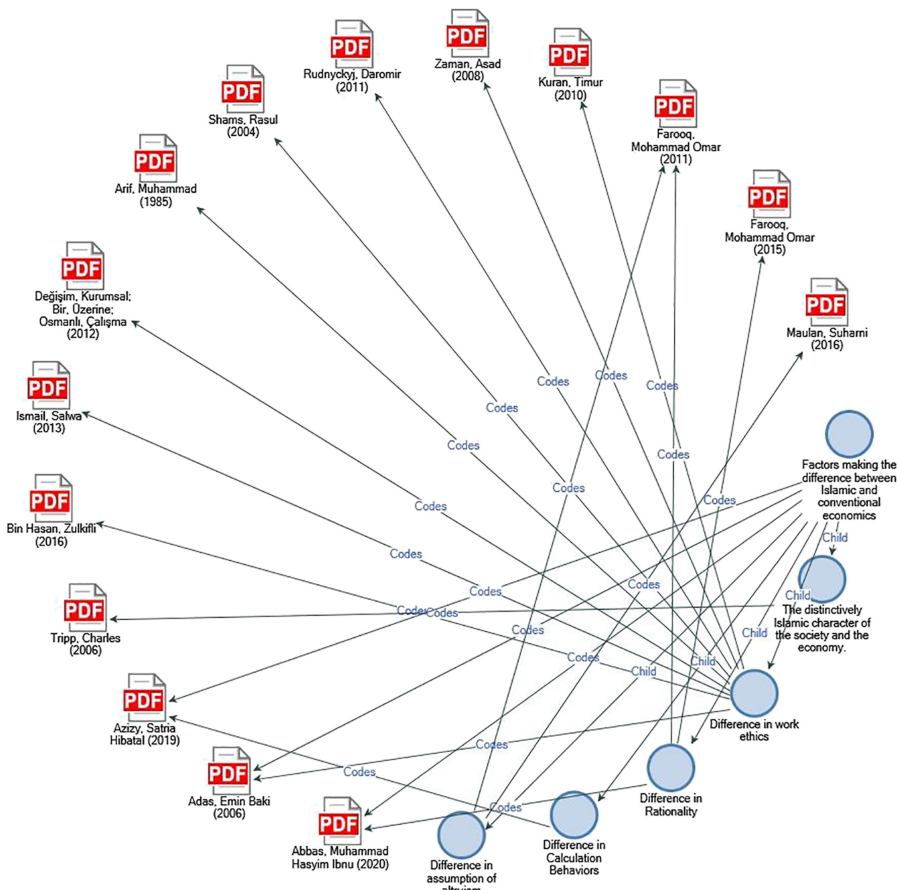 PDF
Rudnyckyj, Daromir
(2011)
PDF
Zaman, Asad
(2008)
PDF
Kuran, Timur
(2010)
PDF
Shams, Rasul
(2004)
PDF
Farooq,
Mohammad Omar
(2011)
PDF
Arif, Muhammad
(1985)
PDF
Farooq,
Mohammad Omar
(2015)
PDF
Değişim, Kurumsal;
Bir, Üzerine;
Osmanlı, Çalışma
(2012)
PDF
Maulan, Suharni
(2016)
PDF
Ismail, Salwa
(2013)
Codes
Codes
Codes
Codes
Codes
Codes
Factors making the
difference between
Islamic and
conventional
economics
PDF
Bin Hasan, Zulkifli
(2016)
Codes
Codes
Codes
Codes
Child
Codes
Codes
Codes
Child
The distinctively
Islamic character of
the society and the
economy.
PDF
Tripp, Charles
(2006)
Codes
Codes
Codes
Child
Codes
Child
Child
PDF
Azizy, Satria
Hibatal (2019)
Difference in work
ethics
Codes
PDF
Adas, Emin Baki
(2006)
Codes
Difference in
Rationality
PDF
Abbas, Muhammad
Hasyim Ibnu (2020)
Codes
Difference in
Calculation
Behaviors
Difference in
assumption of
altruism